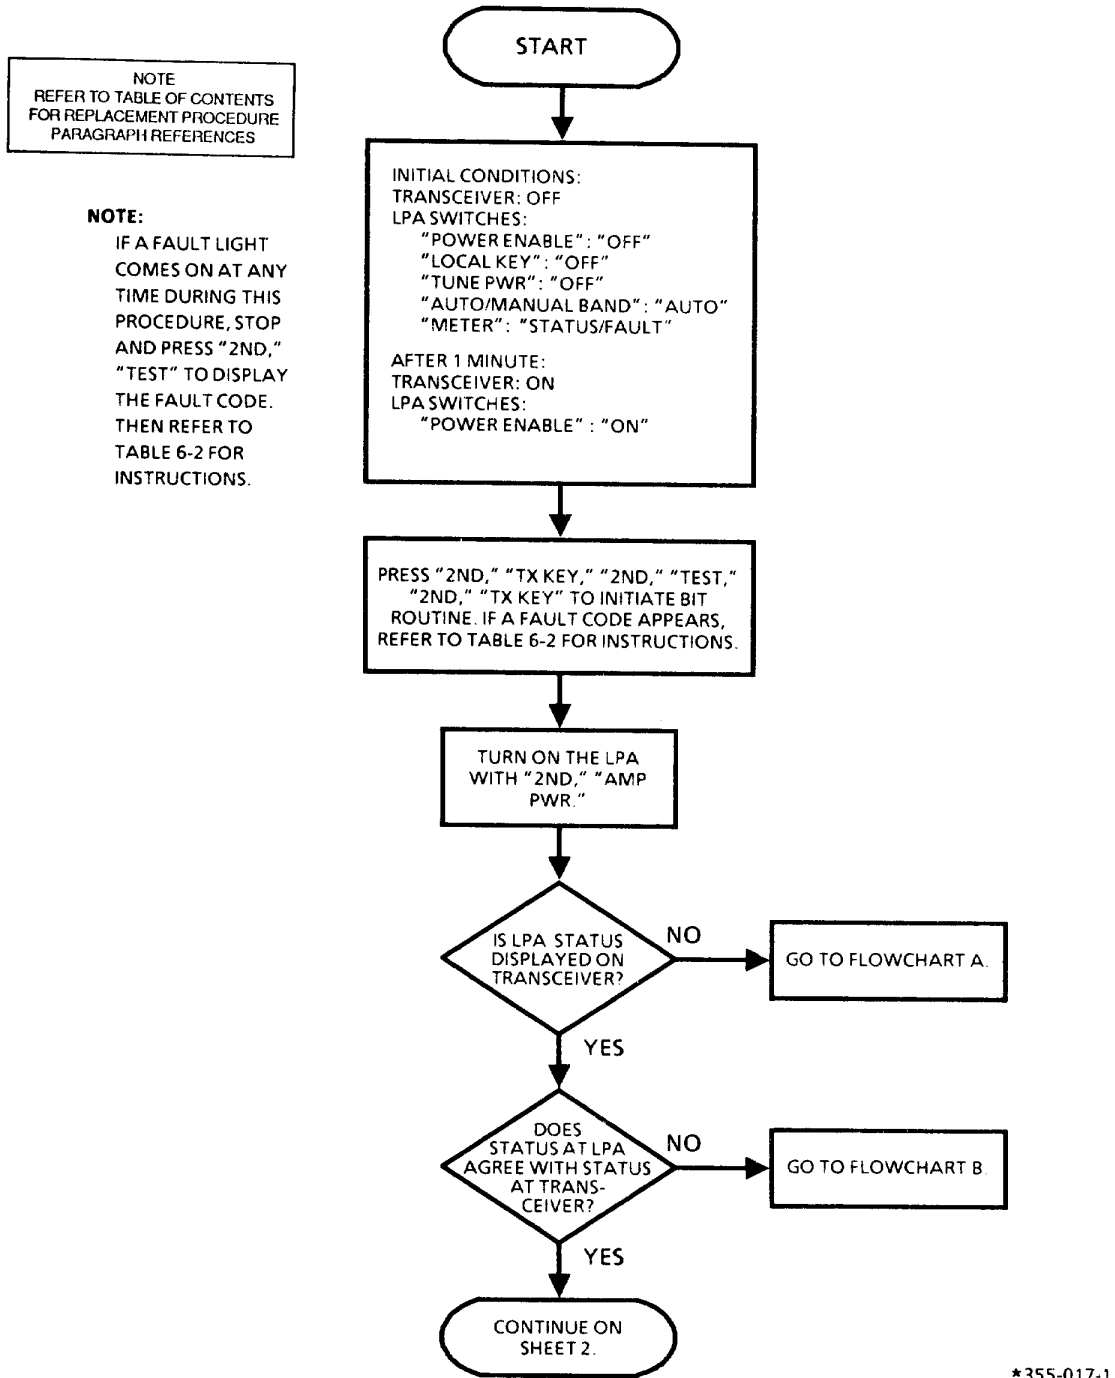 START
NOTE
REFER TO TABLE OF CONTENTS
FOR REPLACEMENT PROCEDURE
PARAGRAPH REFERENCES
NOTE:
IF A FAULT LIGHT
COMES ON AT ANY
TIME DURING THIS
PROCEDURE, STOP
AND PRESS "2ND,"
"TEST" TO DISPLAY
THE FAULT CODE.
THEN REFER TO
TABLE 6-2 FOR
INSTRUCTIONS.
INITIAL CONDITIONS:
TRANSCEIVER: OFF
LPA SWITCHES:
"POWER ENABLE": "OFF"
"LOCAL KEY": "OFF"
"TUNE PWR": "OFF"
"AUTO/MANUAL BAND": "AUTO"
"METER": "STATUS/FAULT"
AFTER 1 MINUTE:
TRANSCEIVER: ON
LPA SWITCHES:
"POWER ENABLE" : "ON"
PRESS "2ND," "TX KEY," "2ND," "TEST,"
"2ND," "TX KEY" TO INITIATE BIT
ROUTINE. IF A FAULT CODE APPEARS,
REFER TO TABLE 6-2 FOR INSTRUCTIONS.
TURN ON THE LPA
WITH "2ND," "AMP
PWR."
IS LPA STATUS
DISPLAYED ON
TRANSCEIVER?
NO
GO TO FLOWCHART A.
YES
DOES
STATUS AT LPA
AGREE WITH STATUS
AT TRANS-
CEIVER?
NO
GO TO FLOWCHART B.
YES
CONTINUE ON
SHEET 2.
*355-017-1